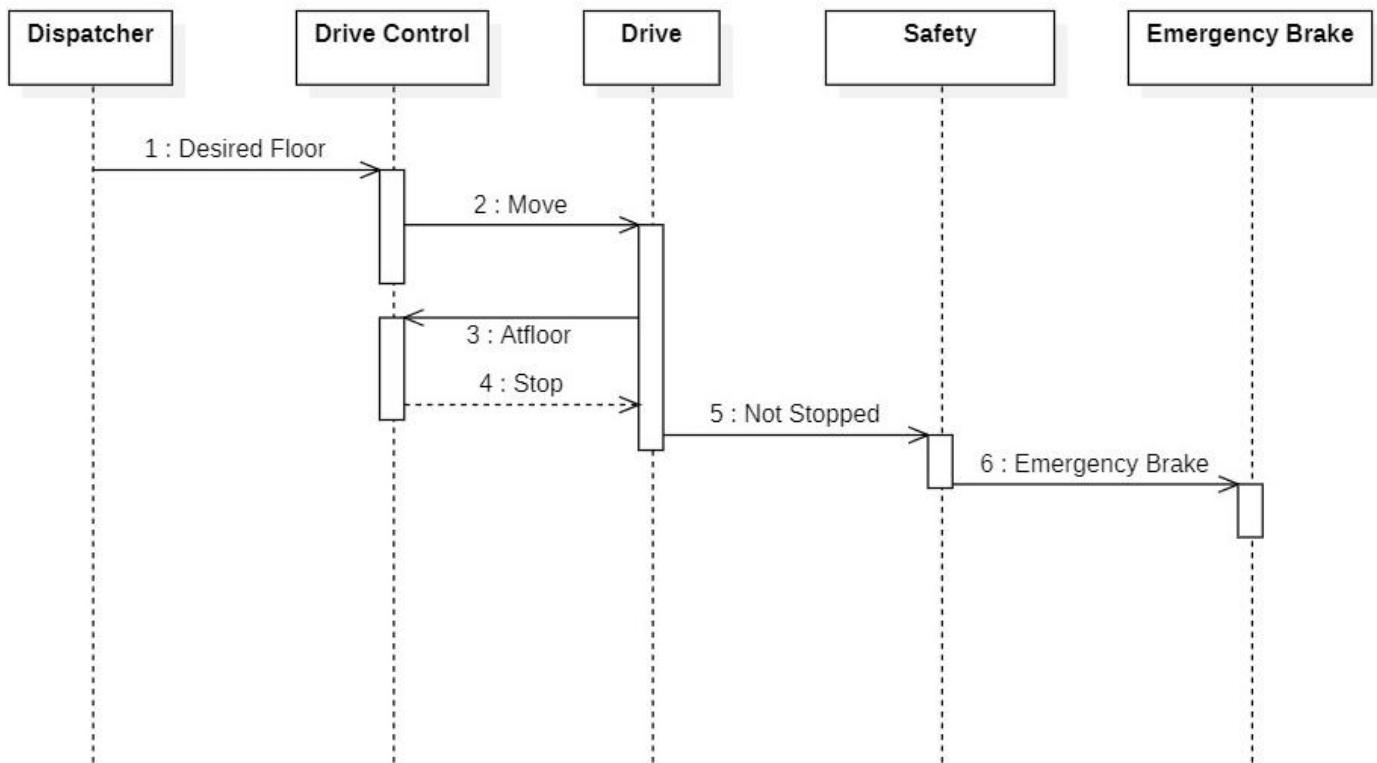 Dispatcher
Drive Control
Drive
Safety
Emergency Brake
1 : Desired Floor
2 : Move
3 : Atfloor
4 : Stop
5 : Not Stopped
6 : Emergency Brake